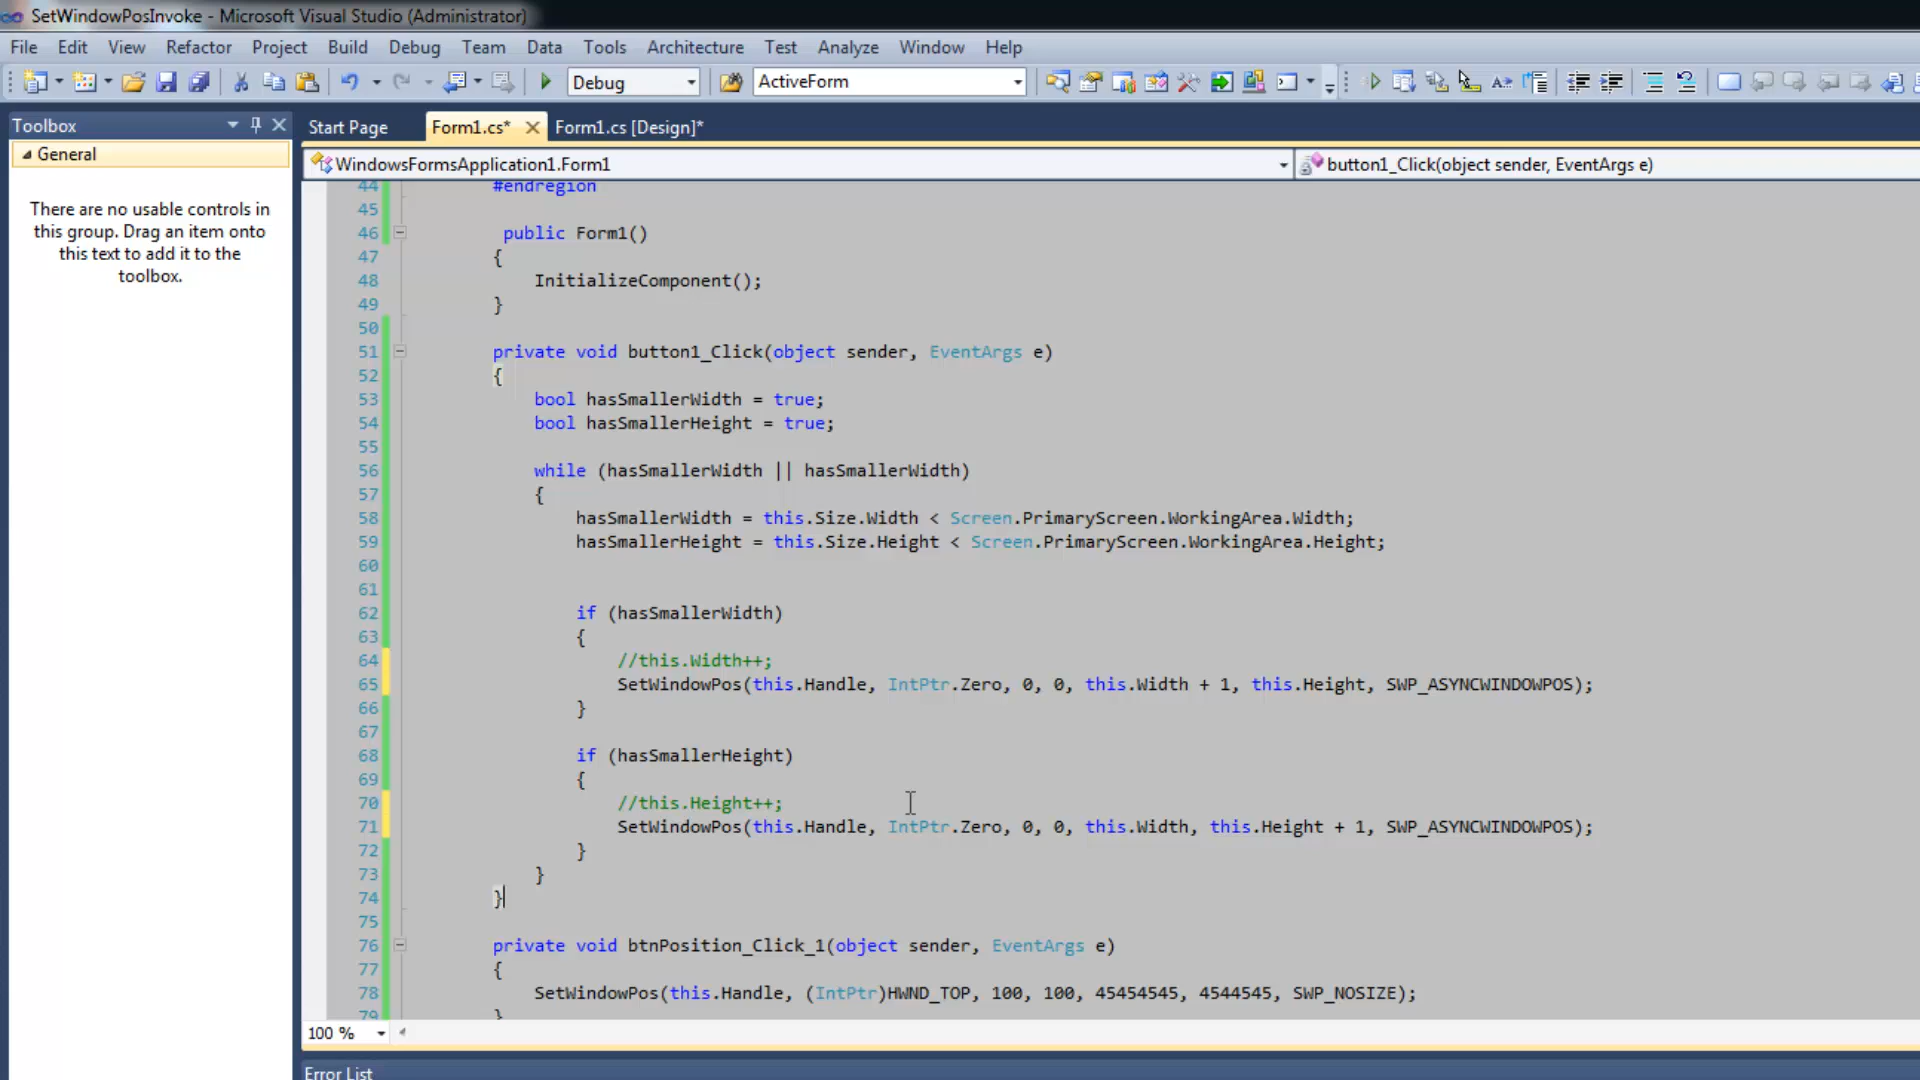 SetWindowPosInvoke - Microsoft Visual Studio (Administrator)
File Edit View Refactor Project Build Debug Team Data Tools Architecture Test Analyze Window Help
Debug ActiveForm
Toolbox
General
There are no usable controls in
this group. Drag an item onto
this text to add it to the
toolbox.
Start Page Form1.cs* Form1.cs [Design]*
WindowsFormsApplication1.Form1 button1_Click(object sender, EventArgs e)
44 #endregion
45
46 public Form1()
47 {
48 InitializeComponent();
49 }
50
51 private void button1_Click(object sender, EventArgs e)
52 {
53 bool hasSmallerWidth = true;
54 bool hasSmallerHeight = true;
55
56 while (hasSmallerWidth || hasSmallerWidth)
57 {
58 hasSmallerWidth = this.Size.Width < Screen.PrimaryScreen.WorkingArea.Width;
59 hasSmallerHeight = this.Size.Height < Screen.PrimaryScreen.WorkingArea.Height;
60
61
62 if (hasSmallerWidth)
63 {
64 //this.Width++;
65 SetWindowPos(this.Handle, IntPtr.Zero, 0, 0, this.Width + 1, this.Height, SWP_ASYNCWINDOWPOS);
66 }
67
68 if (hasSmallerHeight)
69 {
70 //this.Height++;
71 SetWindowPos(this.Handle, IntPtr.Zero, 0, 0, this.Width, this.Height + 1, SWP_ASYNCWINDOWPOS);
72 }
73 }
74 }
75
76 private void btnPosition_Click_1(object sender, EventArgs e)
77 {
78 SetWindowPos(this.Handle, (IntPtr)HWND_TOP, 100, 100, 45454545, 4544545, SWP_NOSIZE);
79 }
100 %
Error List